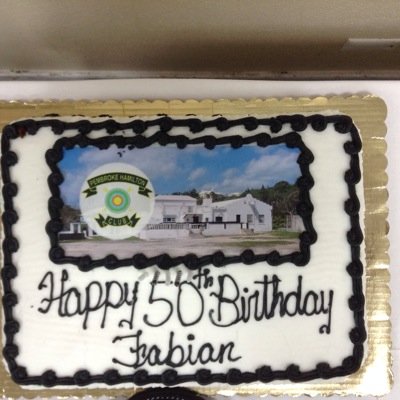 PEMBROKE HAMILTON
CLUB
Happy 50th Birthday
Fabian